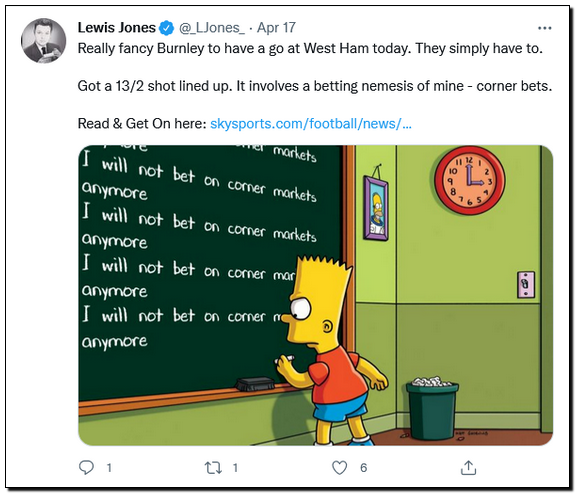 Lewis Jones @_LJones_ · Apr 17
Really fancy Burnley to have a go at West Ham today. They simply have to.
Got a 13/2 shot lined up. It involves a betting nemesis of mine - corner bets.
Read & Get On here: skysports.com/football/news/...
markets
I will not bet on corner markets
anymore
I will not bet on corner markets
anymore
I will not bet on corner mar
anymore
I will not bet on corner m
anymore
11 12 1
10 2
9 3
8 4
7 6 5
1 1 6